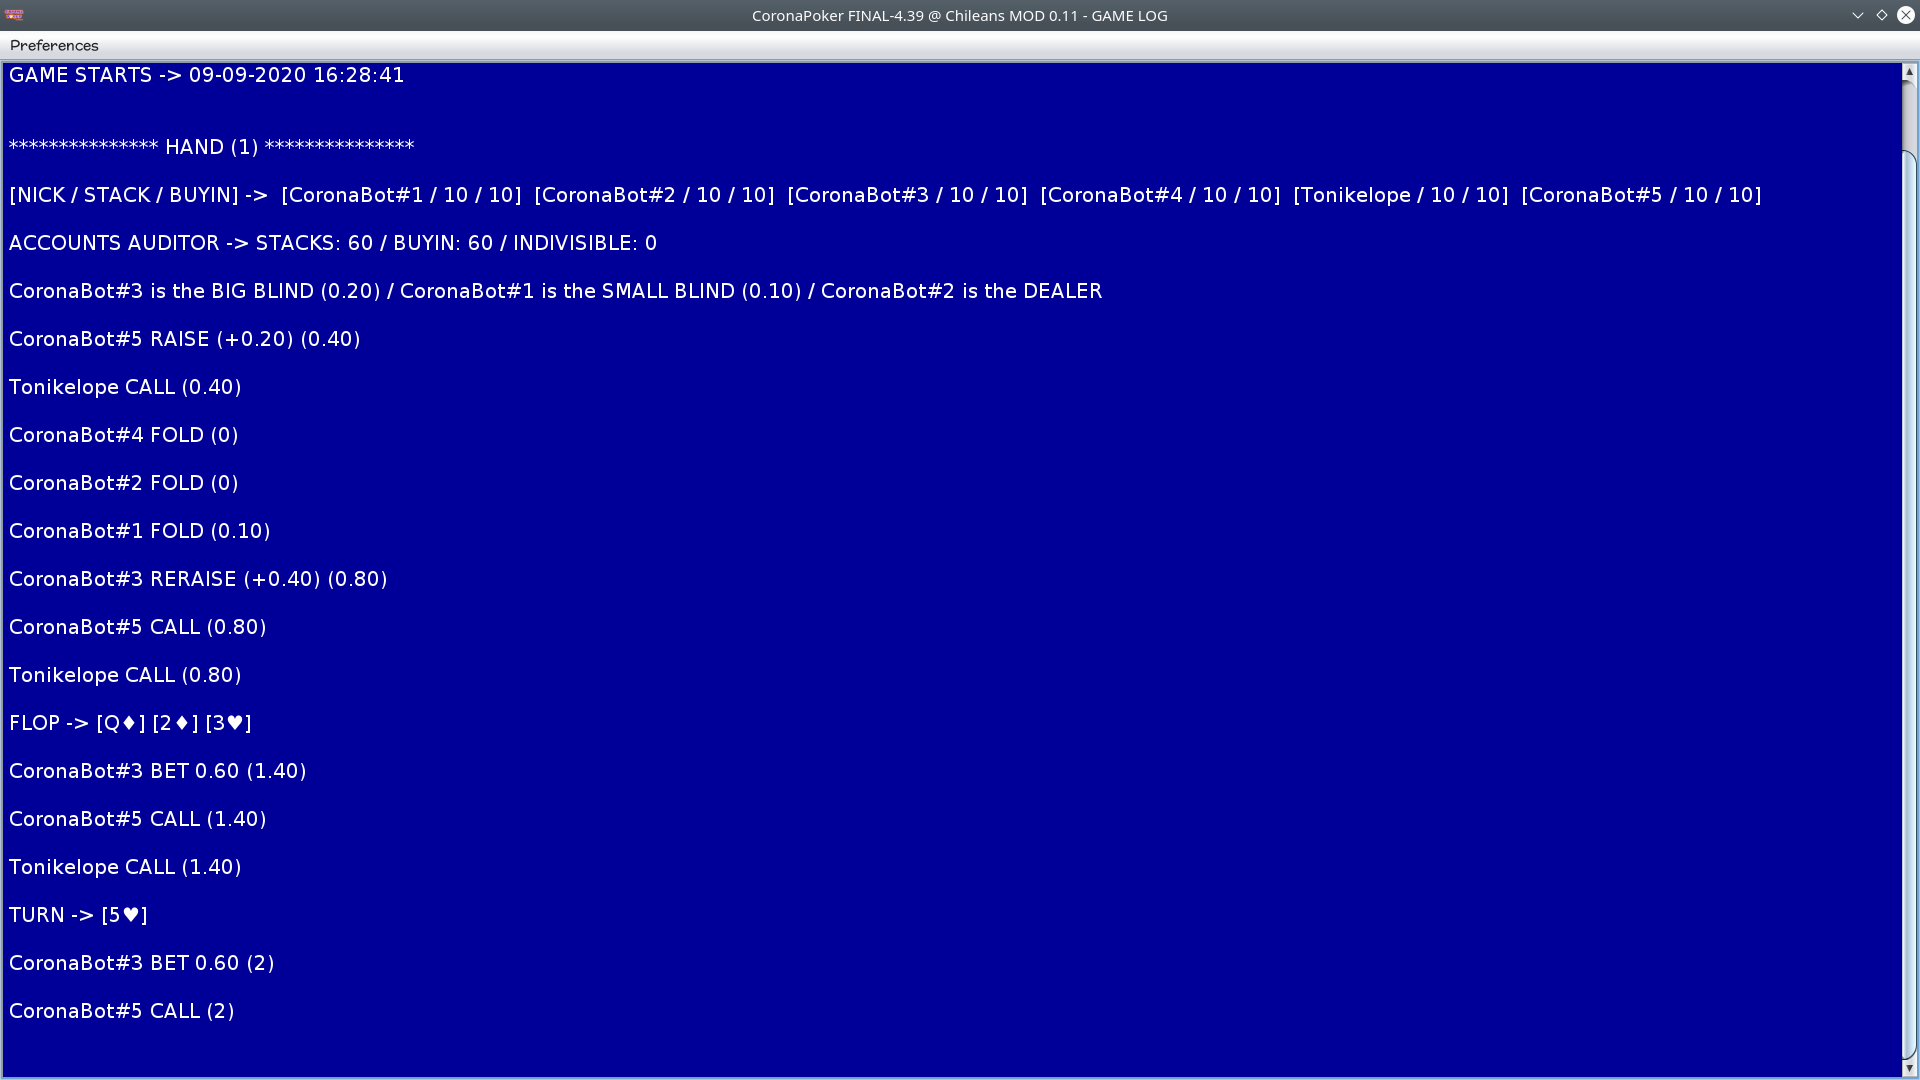 CoronaPoker FINAL-4.39 @ Chileans MOD 0.11 - GAME LOG
Preferences
GAME STARTS -> 09-09-2020 16:28:41
*************** HAND (1) ***************
[NICK / STACK / BUYIN] -> [CoronaBot#1 / 10 / 10] [CoronaBot#2 / 10 / 10] [CoronaBot#3 / 10 / 10] [CoronaBot#4 / 10 / 10] [Tonikelope / 10 / 10] [CoronaBot#5 / 10 / 10]
ACCOUNTS AUDITOR -> STACKS: 60 / BUYIN: 60 / INDIVISIBLE: 0
CoronaBot#3 is the BIG BLIND (0.20) / CoronaBot#1 is the SMALL BLIND (0.10) / CoronaBot#2 is the DEALER
CoronaBot#5 RAISE (+0.20) (0.40)
Tonikelope CALL (0.40)
CoronaBot#4 FOLD (0)
CoronaBot#2 FOLD (0)
CoronaBot#1 FOLD (0.10)
CoronaBot#3 RERAISE (+0.40) (0.80)
CoronaBot#5 CALL (0.80)
Tonikelope CALL (0.80)
FLOP -> [Q♦] [2♦] [3♥]
CoronaBot#3 BET 0.60 (1.40)
CoronaBot#5 CALL (1.40)
Tonikelope CALL (1.40)
TURN -> [5♥]
CoronaBot#3 BET 0.60 (2)
CoronaBot#5 CALL (2)